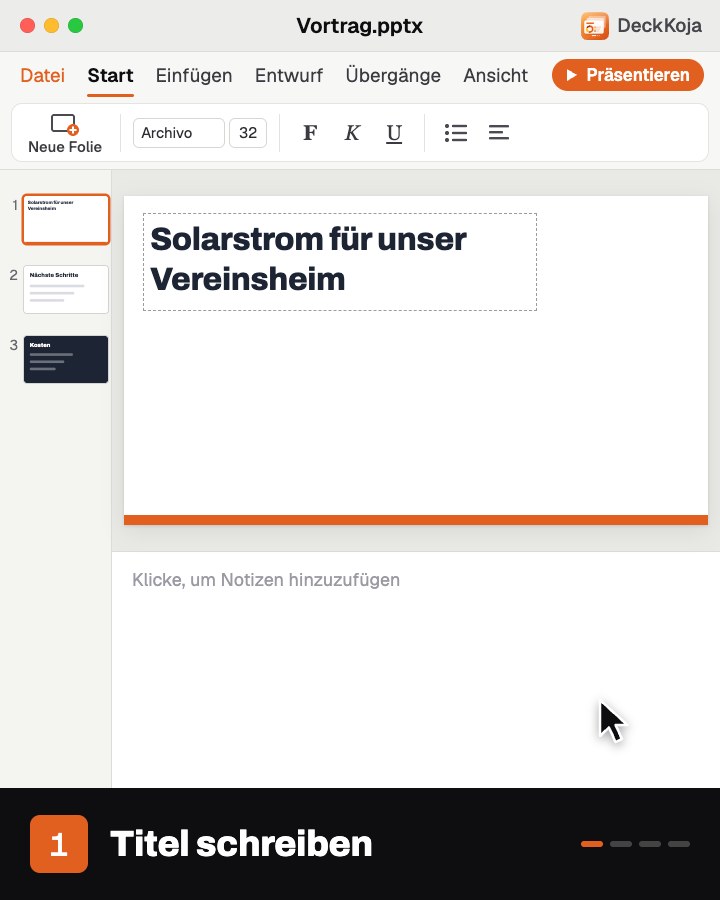 Vortrag.pptx
DeckKoja
Datei Start Einfügen Entwurf Übergänge Ansicht Präsentieren
Neue Folie
Archivo 32 F K U
1
Solarstrom für unser
Vereinsheim
2
Nächste Schritte
3
Kosten
Solarstrom für unser
Vereinsheim
Klicke, um Notizen hinzuzufügen
1 Titel schreiben